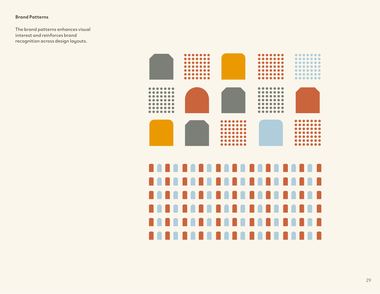 Brand Patterns
The brand patterns enhances visual
interest and reinforces brand
recognition across design layouts.
29